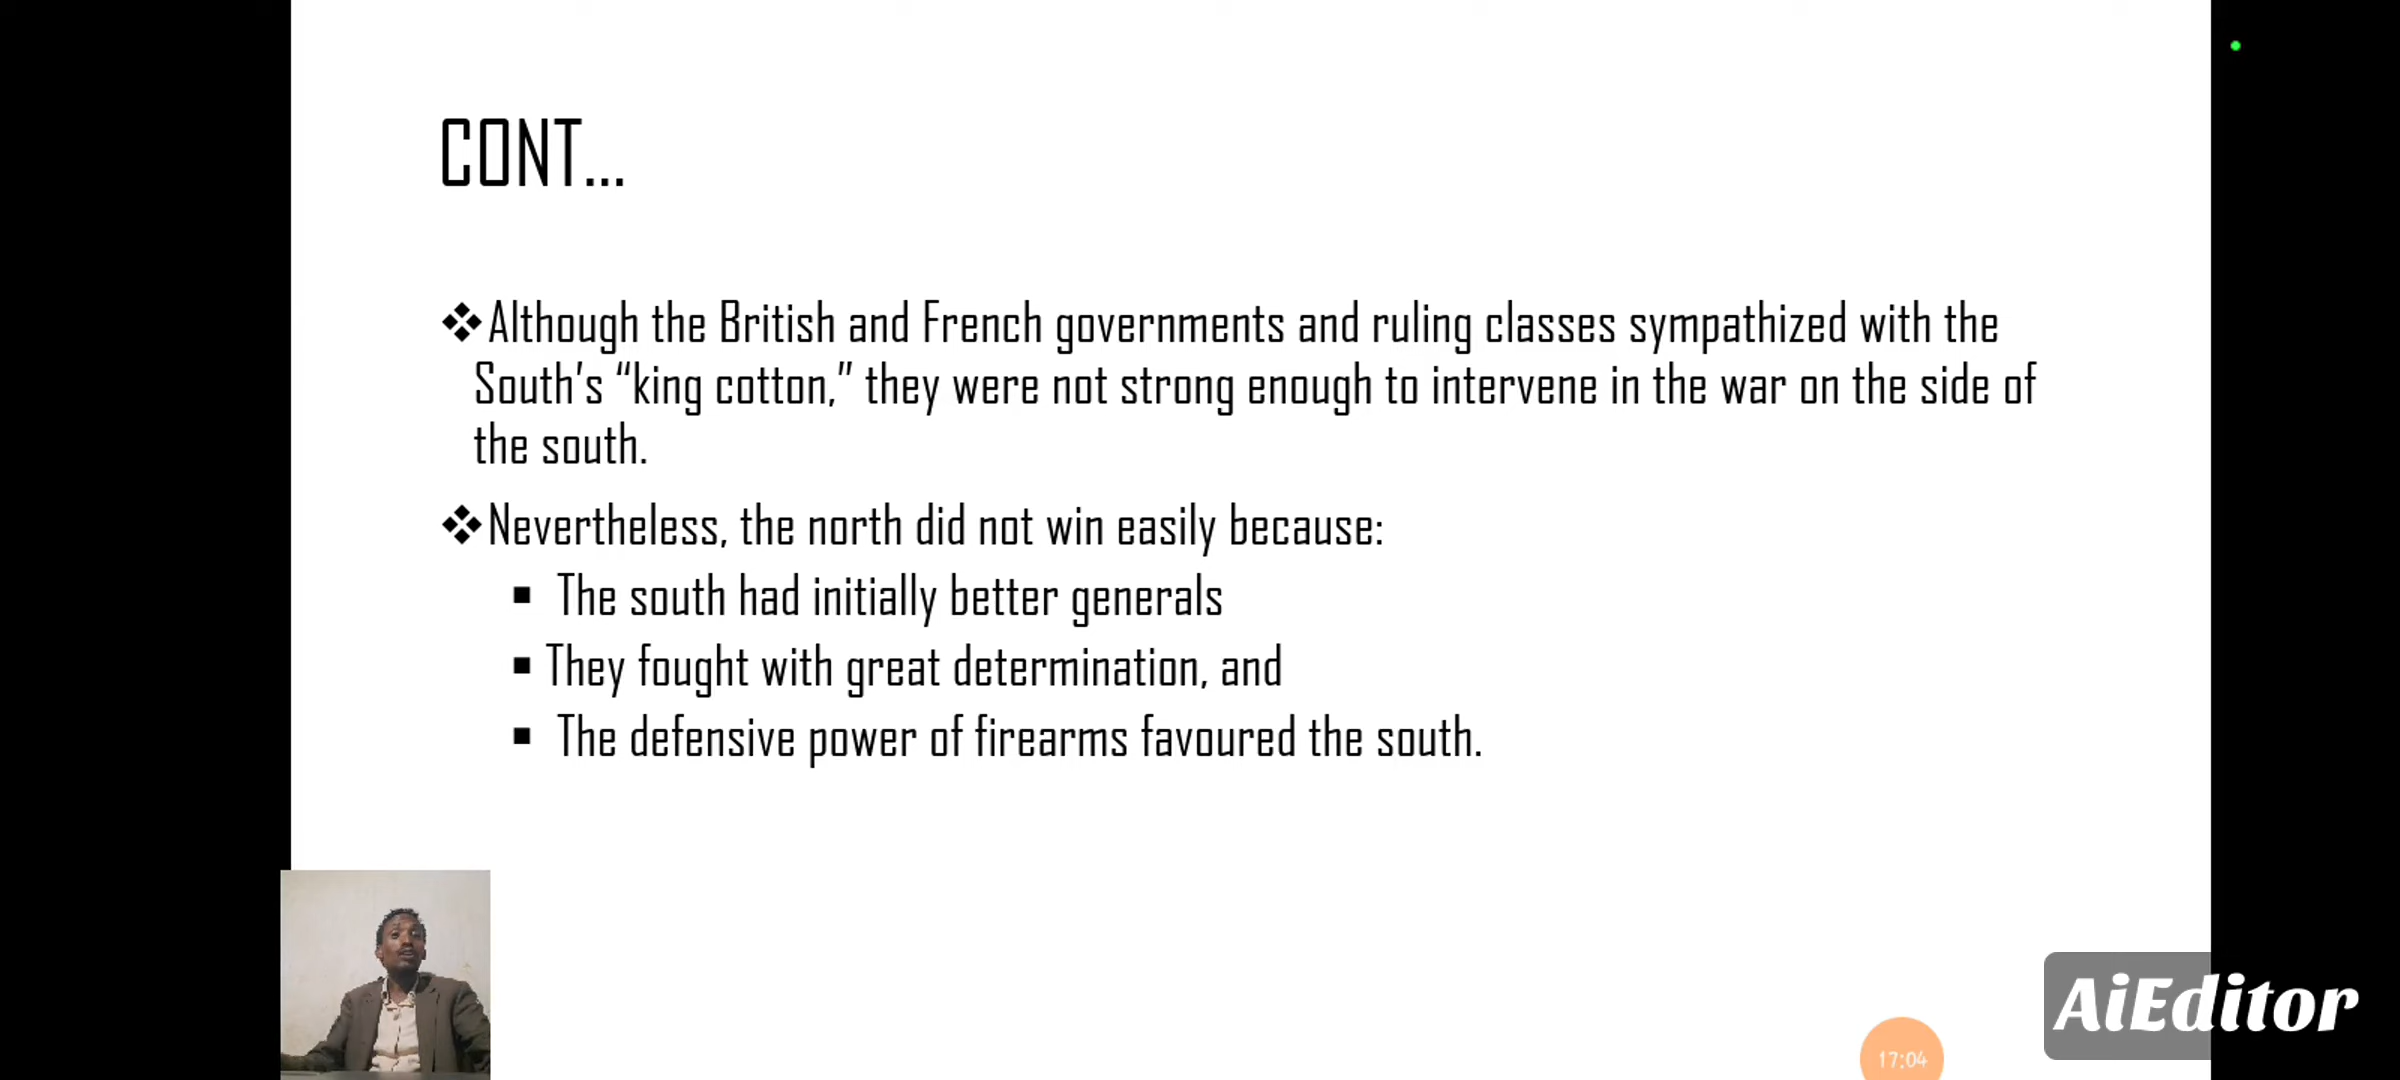 CONT...
❖Although the British and French governments and ruling classes sympathized with the
South's “king cotton,” they were not strong enough to intervene in the war on the side of
the south.
❖Nevertheless, the north did not win easily because:
▪ The south had initially better generals
▪ They fought with great determination, and
▪ The defensive power of firearms favoured the south.
AiEditor
17:04